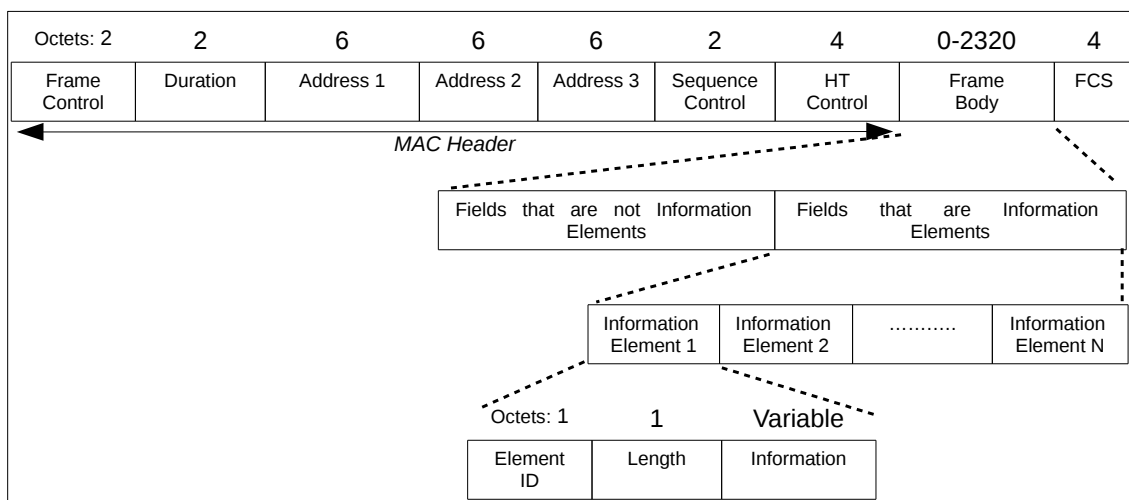 Octets: 2 2 6 6 6 2 4 0-2320 4
Frame Control Duration Address 1 Address 2 Address 3 Sequence Control HT Control Frame Body FCS
MAC Header
Fields that are not Information Elements Fields that are Information Elements
Information Element 1 Information Element 2 ……….. Information Element N
Octets: 1 1 Variable
Element ID Length Information